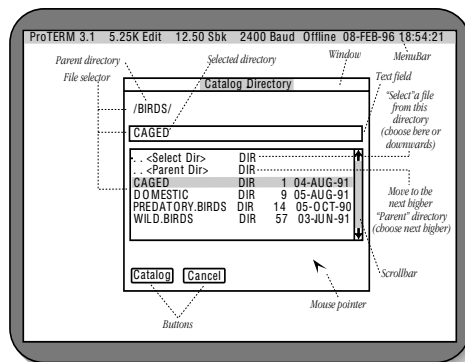 ProTERM 3.1 5.25K Edit 12.50 Sbk 2400 Baud Offline 08-FEB-96 18:54:21
Parent directory
Selected directory
Window
MenuBar
File selector
Text field
Catalog Directory
/BIRDS/
CAGED
"Select" a file
from this
directory
(choose here or
downwards)
. . <Select Dir> DIR
. . <Parent Dir> DIR
CAGED DIR 1 04-AUG-91
DOMESTIC DIR 9 05-AUG-91
PREDATORY.BIRDS DIR 14 05-OCT-90
WILD.BIRDS DIR 57 03-JUN-91
Move to the
next higher
"Parent" directory
(choose next higher)
Scrollbar
Catalog Cancel
Mouse pointer
Buttons